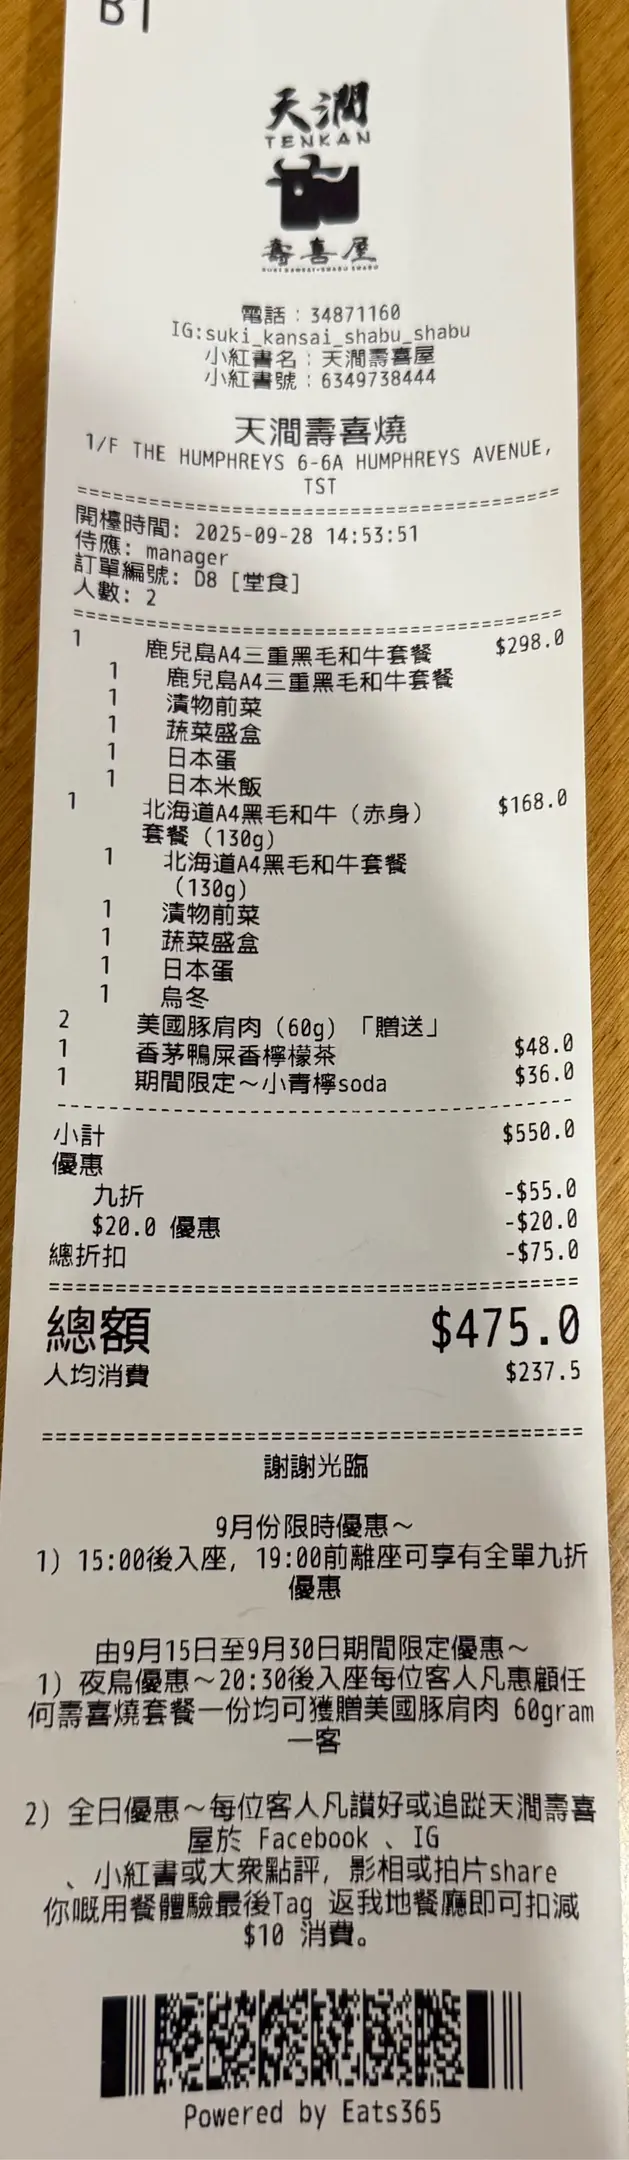 B1
天澗
TENKAN
壽喜屋
SUKI KANSAI·SHABU SHABU
電話：34871160
IG:suki_kansai_shabu_shabu
小紅書名：天澗壽喜屋
小紅書號：6349738444
天澗壽喜燒
1/F THE HUMPHREYS 6-6A HUMPHREYS AVENUE,
TST
開檯時間: 2025-09-28 14:53:51
侍應: manager
訂單編號: D8 [堂食]
人數: 2
1 鹿兒島A4三重黑毛和牛套餐 $298.0
1 鹿兒島A4三重黑毛和牛套餐
1 漬物前菜
1 蔬菜盛盒
1 日本蛋
1 日本米飯
1 北海道A4黑毛和牛（赤身） $168.0
套餐（130g）
1 北海道A4黑毛和牛套餐
（130g）
1 漬物前菜
1 蔬菜盛盒
1 日本蛋
1 烏冬
2 美國豚肩肉（60g）「贈送」
1 香茅鴨屎香檸檬茶 $48.0
1 期間限定～小青檸soda $36.0
小計 $550.0
優惠
九折 -$55.0
$20.0 優惠 -$20.0
總折扣 -$75.0
總額 $475.0
人均消費 $237.5
謝謝光臨
9月份限時優惠～
1）15:00後入座，19:00前離座可享有全單九折
優惠
由9月15日至9月30日期間限定優惠～
1）夜鳥優惠～20:30後入座每位客人凡惠顧任
何壽喜燒套餐一份均可獲贈美國豚肩肉 60gram
一客
2）全日優惠～每位客人凡讃好或追蹤天澗壽喜
屋於 Facebook 、IG
、小紅書或大衆點評，影相或拍片share
你嘅用餐體驗最後Tag 返我地餐廳即可扣減
$10 消費。
Powered by Eats365